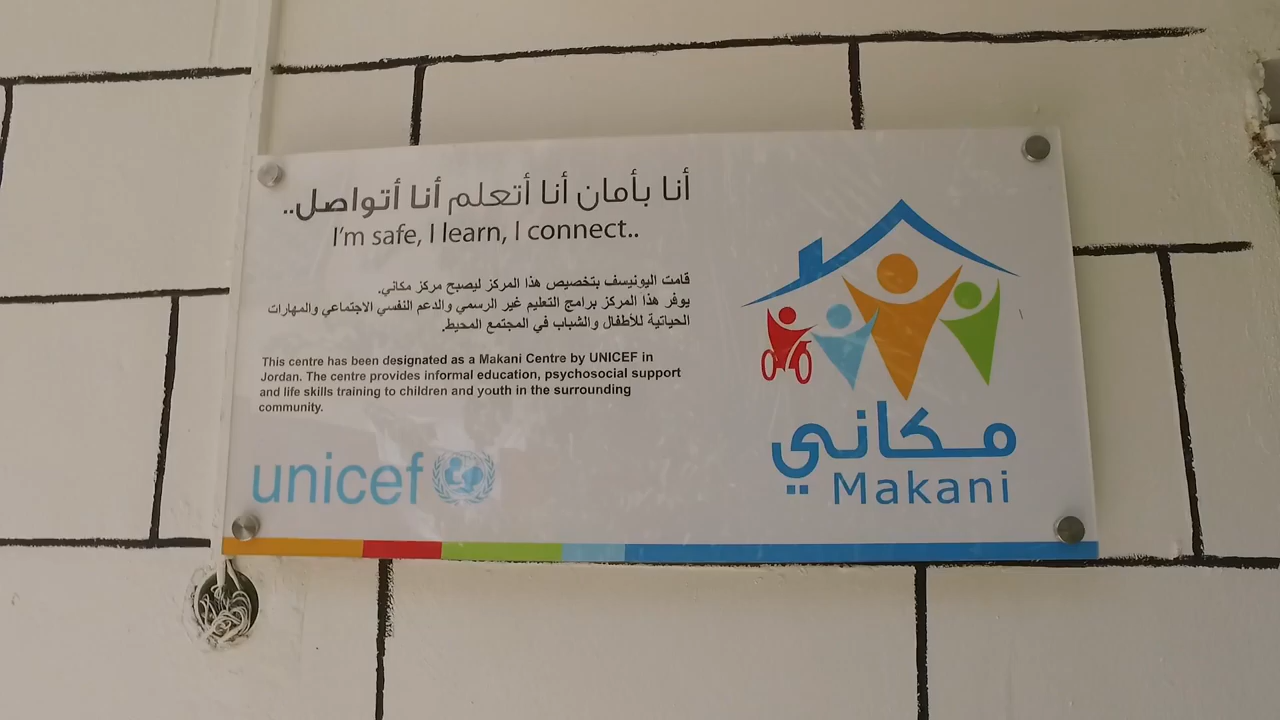 أنا بأمان أنا أتعلم أنا أتواصل..
I'm safe, I learn, I connect..
قامت اليونيسف بتخصيص هذا المركز ليصبح مركز مكاني.
يوفر هذا المركز برامج التعليم غير الرسمي والدعم النفسي الاجتماعي والمهارات
الحياتية للأطفال والشباب في المجتمع المحيط.
This centre has been designated as a Makani Centre by UNICEF in
Jordan. The centre provides informal education, psychosocial support
and life skills training to children and youth in the surrounding
community.
unicef
مكاني
Makani